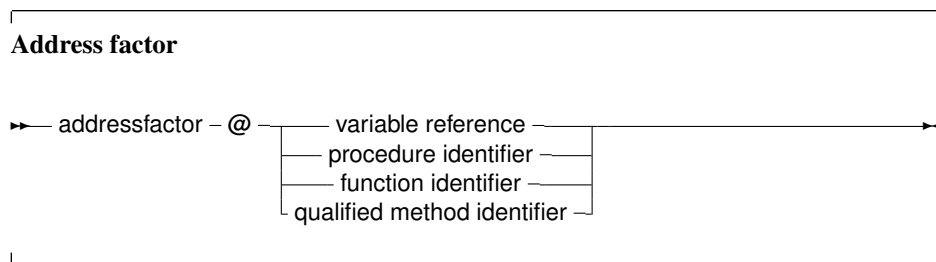 Address factor
addressfactor @ variable reference
procedure identifier
function identifier
qualified method identifier